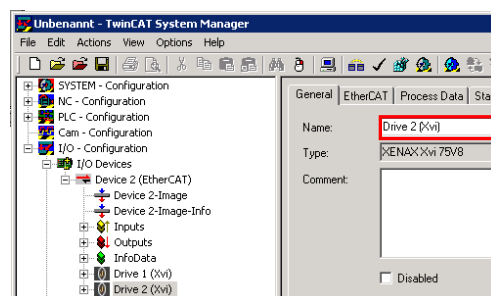 Unbenannt - TwinCAT System Manager
File Edit Actions View Options Help
SYSTEM - Configuration
NC - Configuration
PLC - Configuration
Cam - Configuration
I/O - Configuration
I/O Devices
Device 2 (EtherCAT)
Device 2-Image
Device 2-Image-Info
Inputs
Outputs
InfoData
Drive 1 (Xvi)
Drive 2 (Xvi)
General EtherCAT Process Data Sta
Name: Drive 2 (Xvi)
Type: XENAX Xvi 75V8
Comment:
Disabled